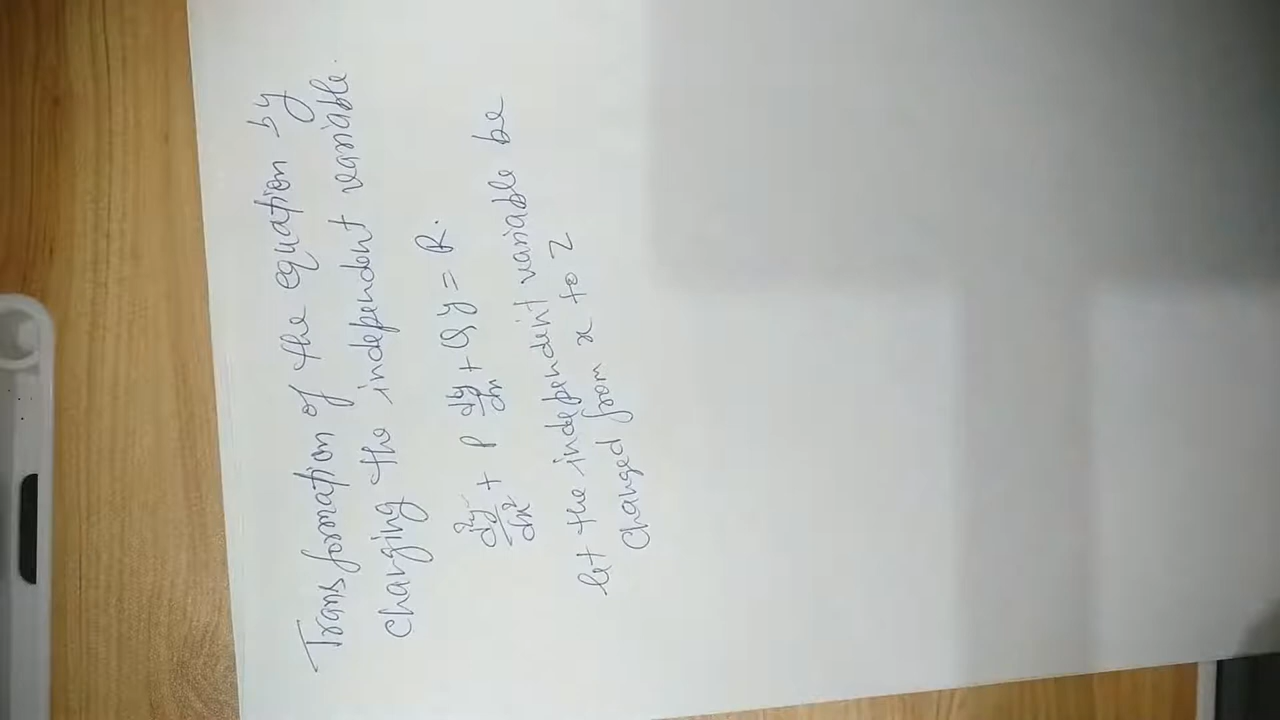 Transformation of the equation by
changing the independent variable.
d²y/dx² + P dy/dx + Qy = R.
let the independent variable be
changed from x to z